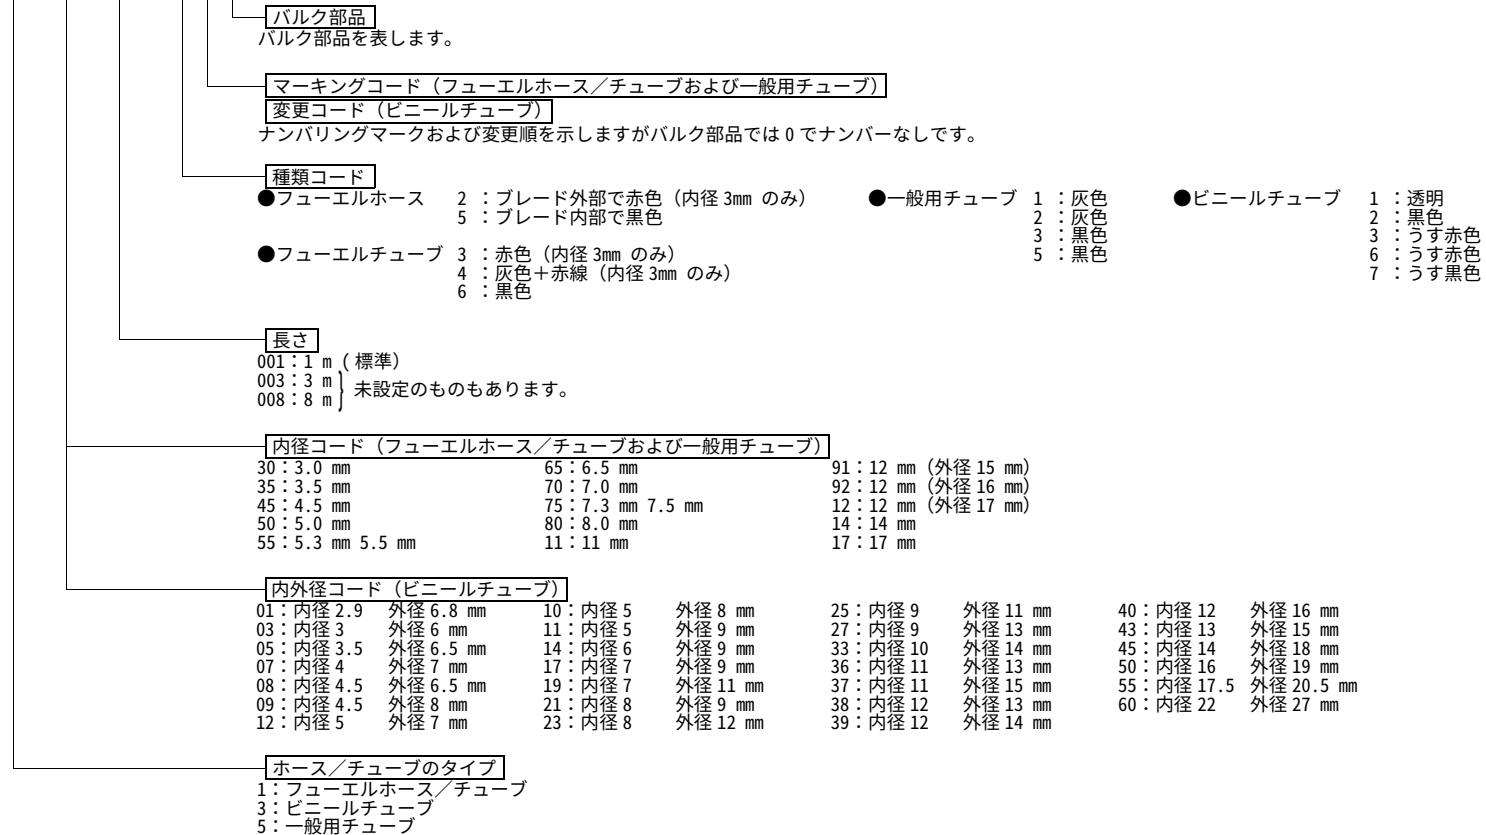 バルク部品
バルク部品を表します。
マーキングコード（フューエルホース／チューブおよび一般用チューブ）
変更コード（ビニールチューブ）
ナンバリングマークおよび変更順を示しますがバルク部品では 0 でナンバーなしです。
種類コード
●フューエルホース 2 ：ブレード外部で赤色（内径 3㎜ のみ）
5 ：ブレード内部で黒色
●フューエルチューブ 3 ：赤色（内径 3㎜ のみ）
4 ：灰色＋赤線（内径 3㎜ のみ）
6 ：黒色
●一般用チューブ 1 ：灰色
2 ：灰色
3 ：黒色
5 ：黒色
●ビニールチューブ 1 ：透明
2 ：黒色
3 ：うす赤色
6 ：うす赤色
7 ：うす黒色
長さ
001：1 m ( 標準）
003：3 m
008：8 m
} 未設定のものもあります。
内径コード（フューエルホース／チューブおよび一般用チューブ）
30：3.0 ㎜ 65：6.5 ㎜ 91：12 ㎜（外径 15 ㎜）
35：3.5 ㎜ 70：7.0 ㎜ 92：12 ㎜（外径 16 ㎜）
45：4.5 ㎜ 75：7.3 ㎜ 7.5 ㎜ 12：12 ㎜（外径 17 ㎜）
50：5.0 ㎜ 80：8.0 ㎜ 14：14 ㎜
55：5.3 ㎜ 5.5 ㎜ 11：11 ㎜ 17：17 ㎜
内外径コード（ビニールチューブ）
01：内径 2.9 外径 6.8 ㎜ 10：内径 5 外径 8 ㎜ 25：内径 9 外径 11 ㎜ 40：内径 12 外径 16 ㎜
03：内径 3 外径 6 ㎜ 11：内径 5 外径 9 ㎜ 27：内径 9 外径 13 ㎜ 43：内径 13 外径 15 ㎜
05：内径 3.5 外径 6.5 ㎜ 14：内径 6 外径 9 ㎜ 33：内径 10 外径 14 ㎜ 45：内径 14 外径 18 ㎜
07：内径 4 外径 7 ㎜ 17：内径 7 外径 9 ㎜ 36：内径 11 外径 13 ㎜ 50：内径 16 外径 19 ㎜
08：内径 4.5 外径 6.5 ㎜ 19：内径 7 外径 11 ㎜ 37：内径 11 外径 15 ㎜ 55：内径 17.5 外径 20.5 ㎜
09：内径 4.5 外径 8 ㎜ 21：内径 8 外径 9 ㎜ 38：内径 12 外径 13 ㎜ 60：内径 22 外径 27 ㎜
12：内径 5 外径 7 ㎜ 23：内径 8 外径 12 ㎜ 39：内径 12 外径 14 ㎜
ホース／チューブのタイプ
1：フューエルホース／チューブ
3：ビニールチューブ
5：一般用チューブ